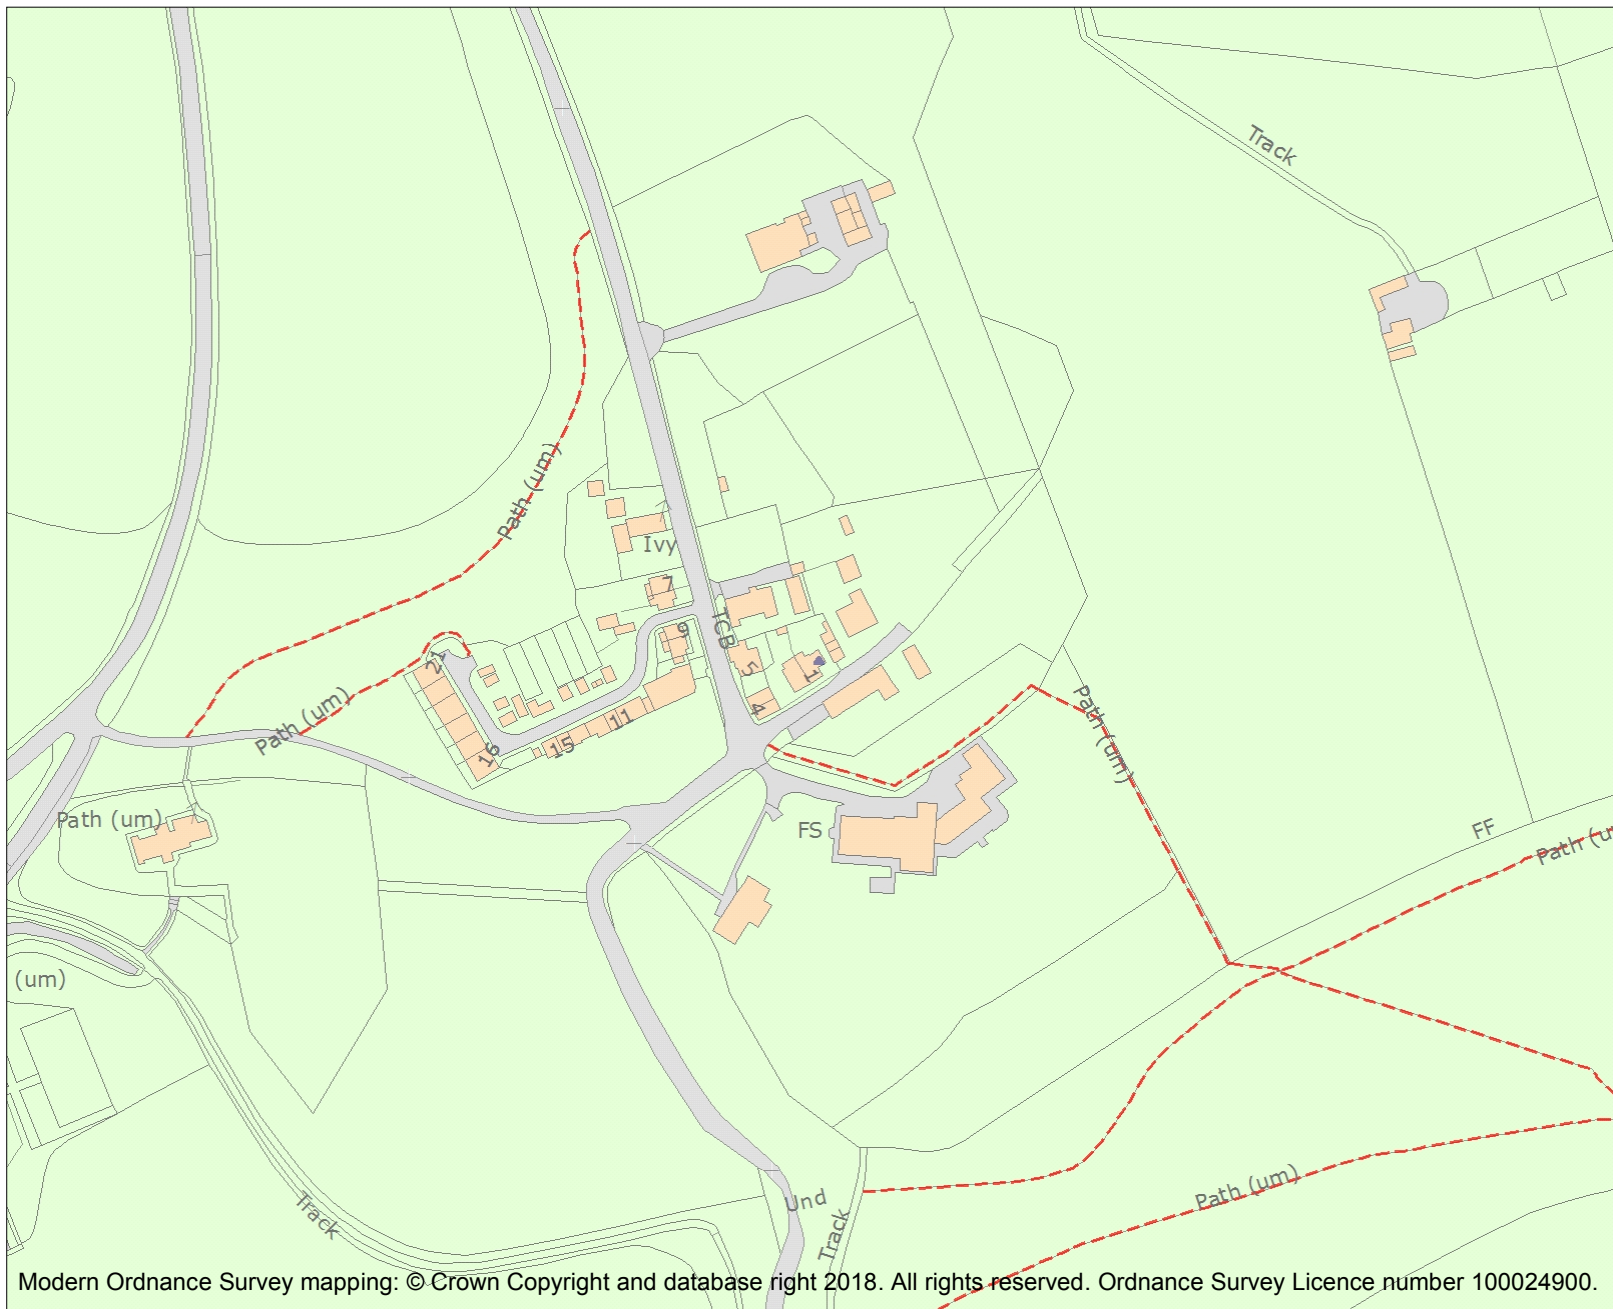 Track
Path (um)
Ivy
7
TCB
9
21
5
1
Path (um)
4
11
15
16
Path (um)
Path (um)
FS
FF
Path (u
(um)
Path (um)
Und
Track
Track
Modern Ordnance Survey mapping: © Crown Copyright and database right 2018. All rights reserved. Ordnance Survey Licence number 100024900.